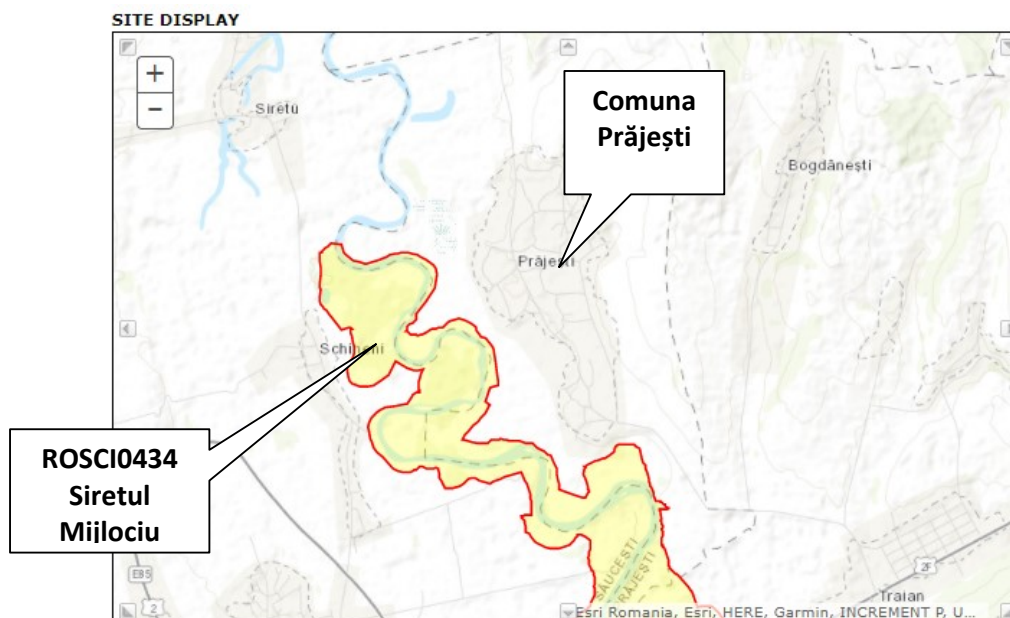 SITE DISPLAY
+
−
Siretu
Comuna
Prăjești
Bogdănești
Prăjești
Schineni
ROSCI0434
Siretul
Mijlociu
SĂUCEȘTI
PRĂJEȘTI
E85
2
2F
Traian
Esri Romania, Esri, HERE, Garmin, INCREMENT P, U...